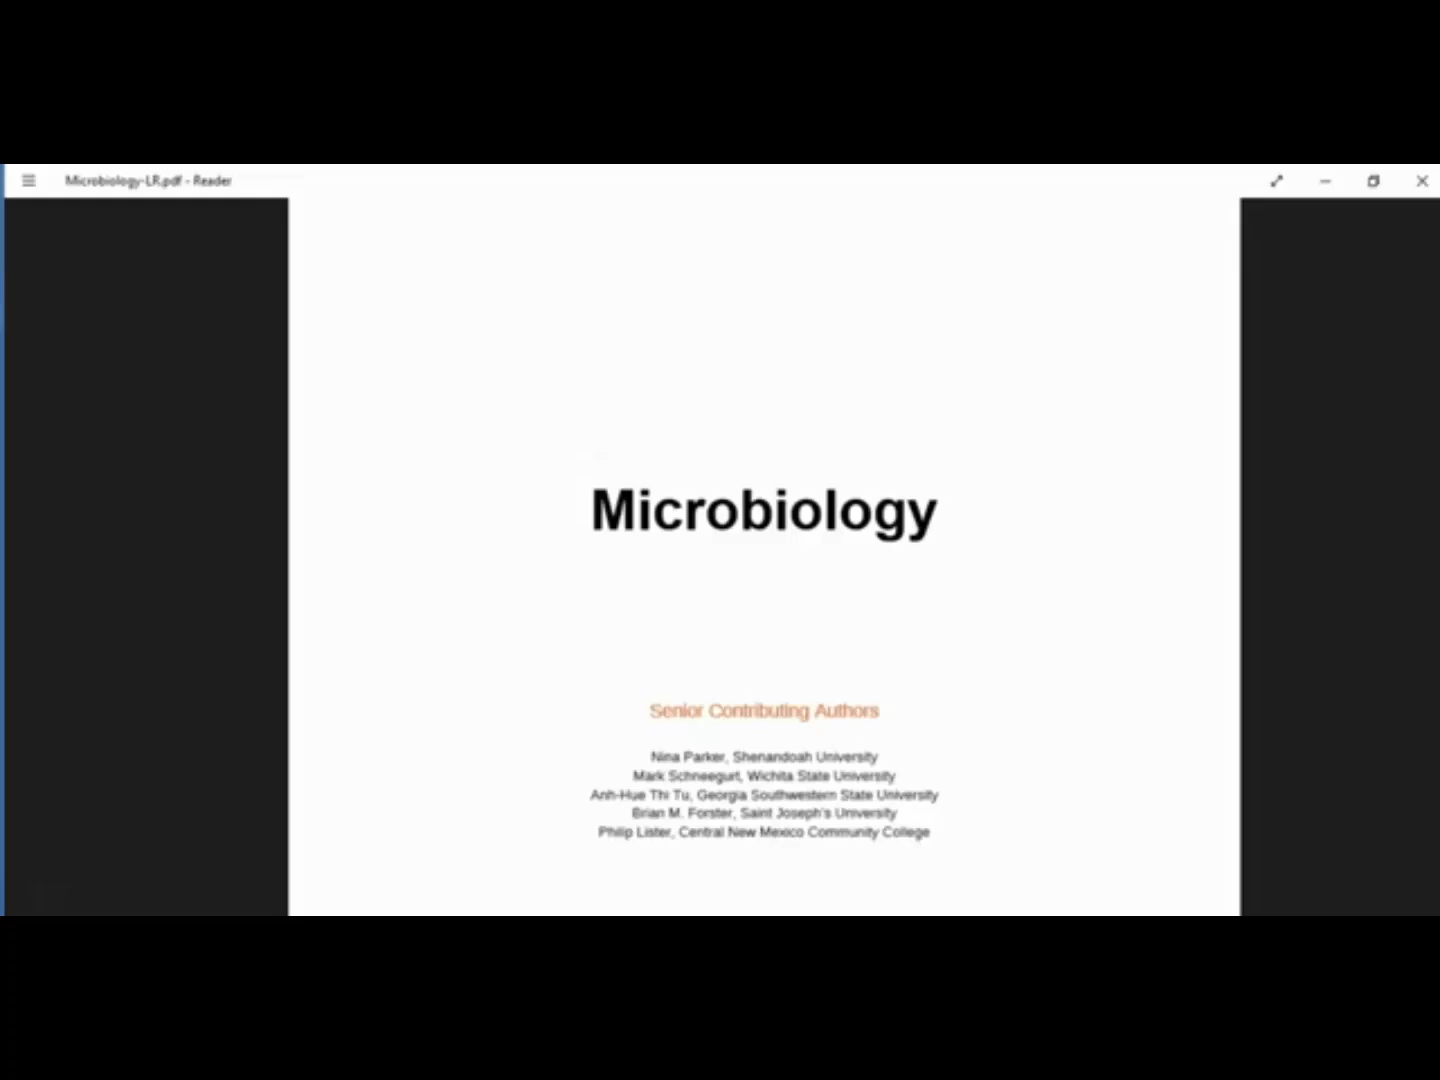 Microbiology-LR.pdf - Reader
Microbiology
Senior Contributing Authors
Nina Parker, Shenandoah University
Mark Schneegurt, Wichita State University
Anh-Hue Thi Tu, Georgia Southwestern State University
Brian M. Forster, Saint Joseph's University
Philip Lister, Central New Mexico Community College